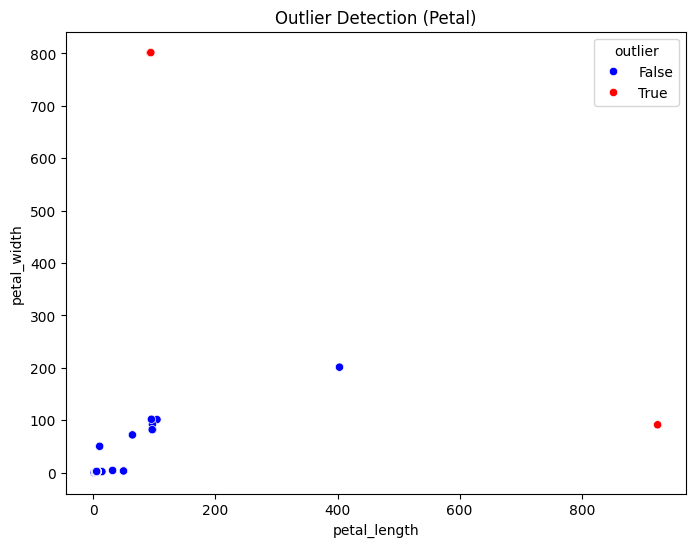 Outlier Detection (Petal)
outlier
False
True
petal_width
800
700
600
500
400
300
200
100
0
0 200 400 600 800
petal_length